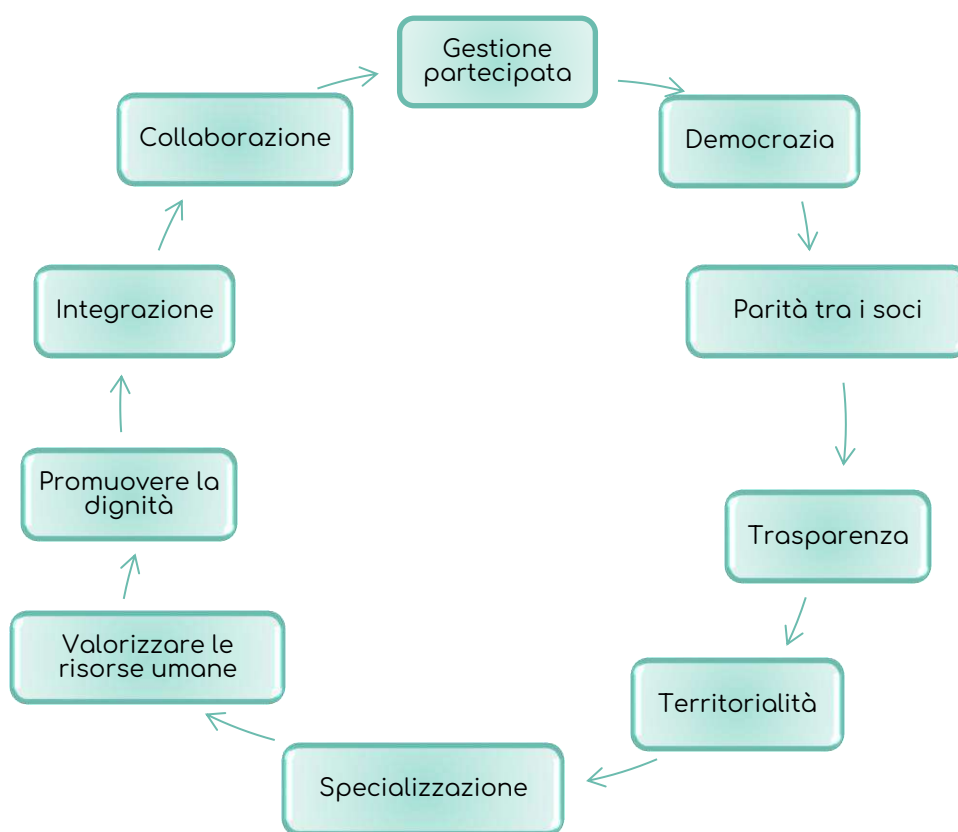 Gestione
partecipata
Democrazia
Parità tra i soci
Trasparenza
Territorialità
Specializzazione
Valorizzare le
risorse umane
Promuovere la
dignità
Integrazione
Collaborazione